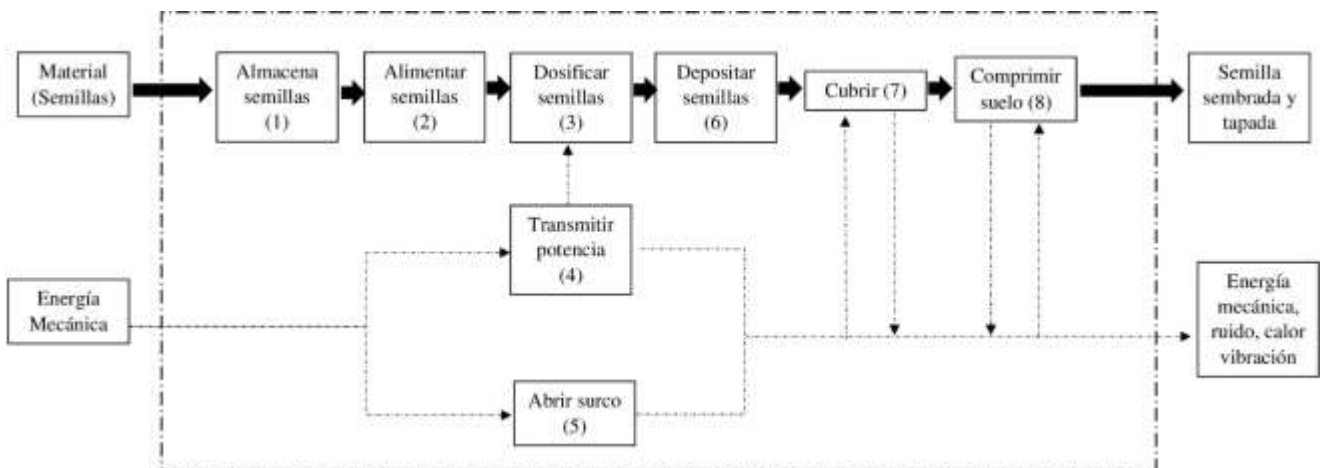 Material
(Semillas)
Almacena
semillas
(1)
Alimentar
semillas
(2)
Dosificar
semillas
(3)
Depositar
semillas
(6)
Cubrir (7)
Comprimir
suelo (8)
Semilla
sembrada y
tapada
Transmitir
potencia
(4)
Energía
Mecánica
Energía
mecánica,
ruido, calor
vibración
Abrir surco
(5)